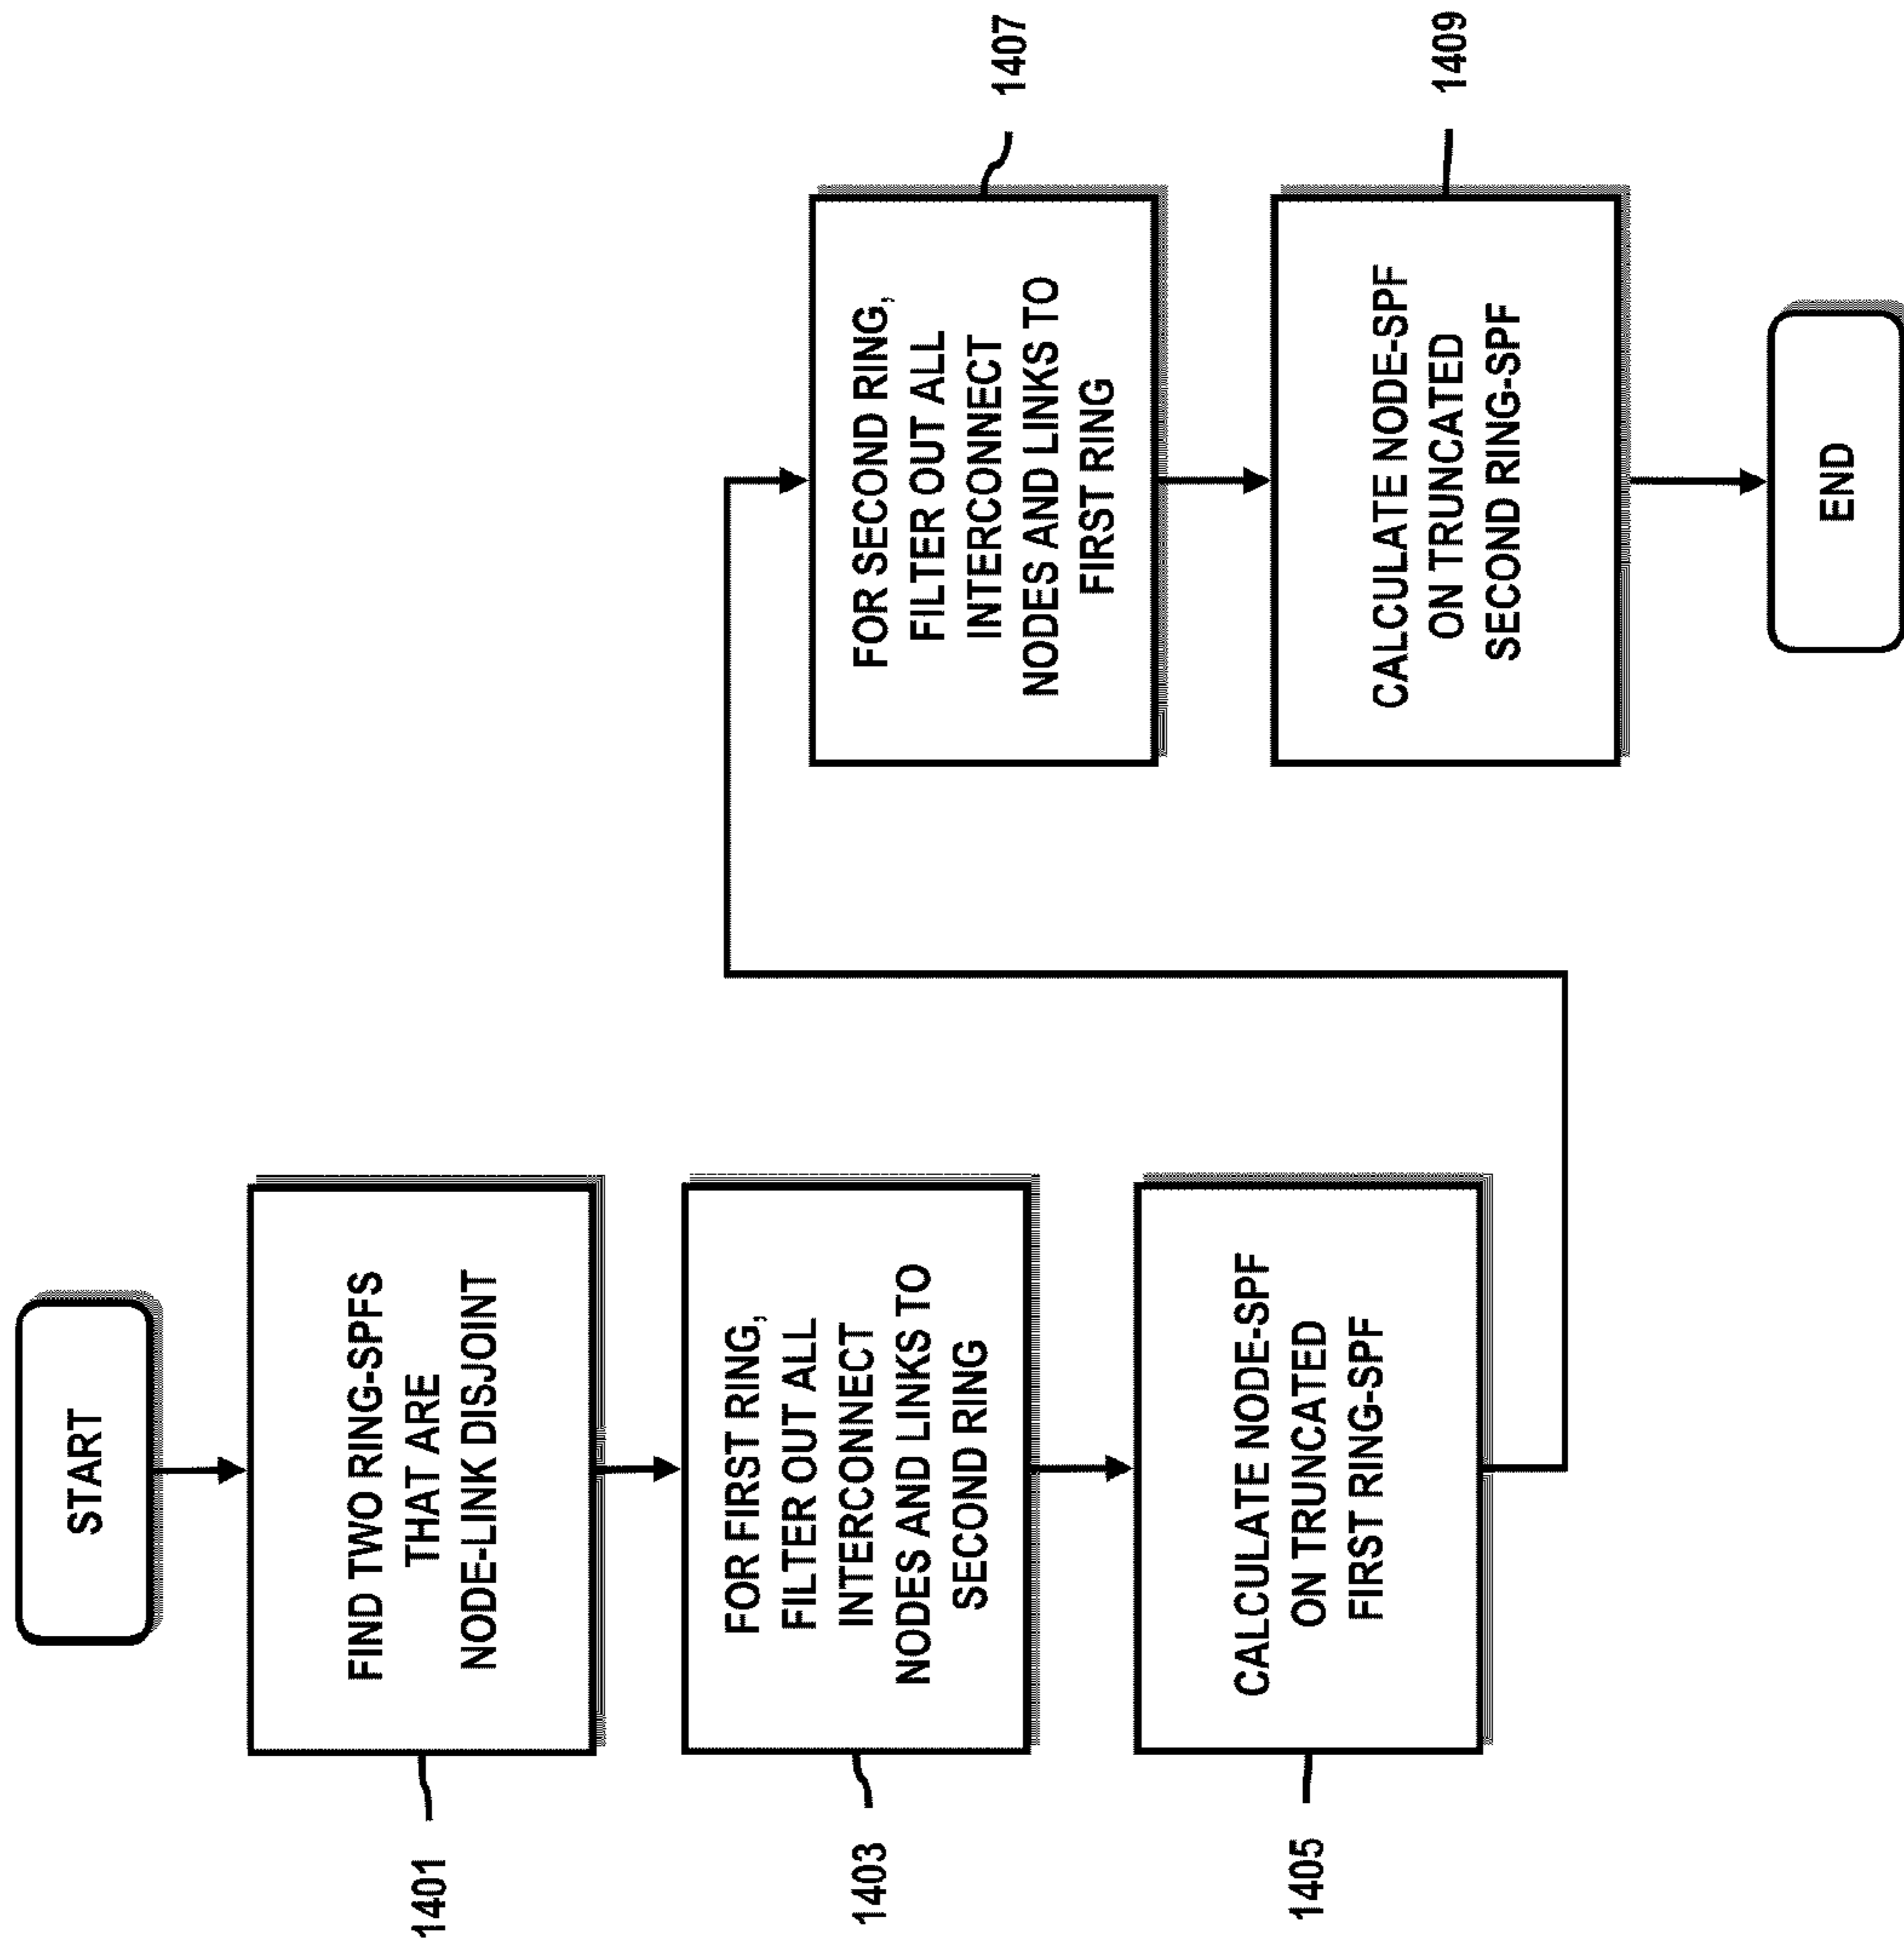 START
FIND TWO RING-SPFS
THAT ARE
NODE-LINK DISJOINT
1401
FOR FIRST RING,
FILTER OUT ALL
INTERCONNECT
NODES AND LINKS TO
SECOND RING
1403
CALCULATE NODE-SPF
ON TRUNCATED
FIRST RING-SPF
1405
FOR SECOND RING,
FILTER OUT ALL
INTERCONNECT
NODES AND LINKS TO
FIRST RING
1407
CALCULATE NODE-SPF
ON TRUNCATED
SECOND RING-SPF
1409
END